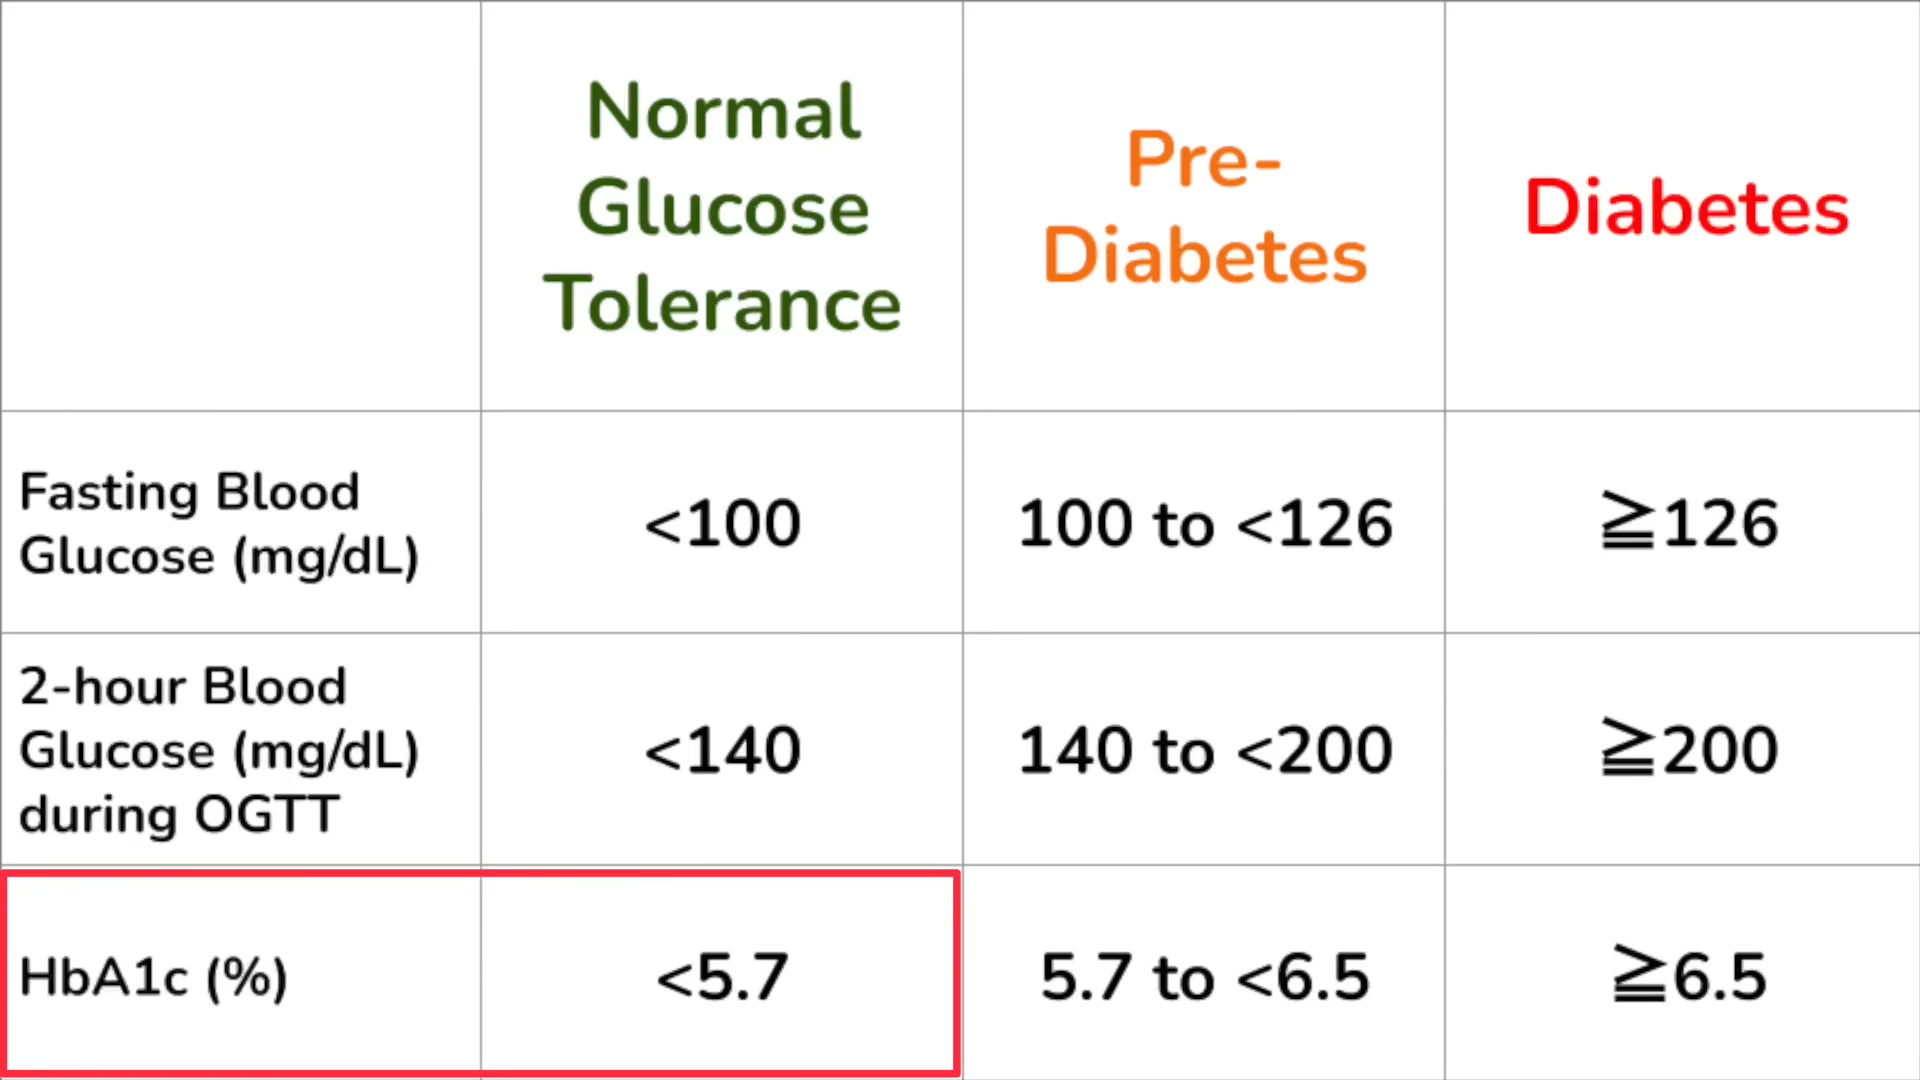 Normal
Glucose
Tolerance
Pre-
Diabetes
Diabetes
Fasting Blood
Glucose (mg/dL)
<100
100 to <126
≧126
2-hour Blood
Glucose (mg/dL)
during OGTT
<140
140 to <200
≧200
HbA1c (%)
<5.7
5.7 to <6.5
≧6.5